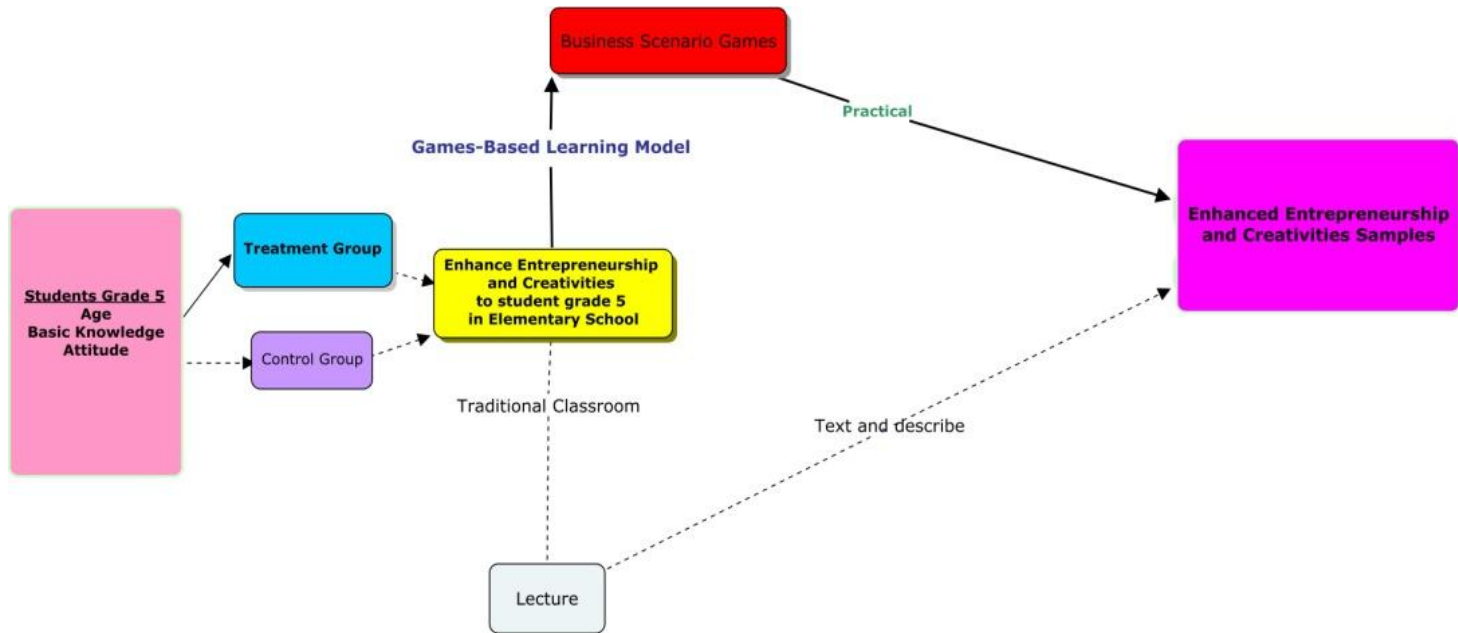 Business Scenario Games
Practical
Games-Based Learning Model
Enhanced Entrepreneurship
and Creativities Samples
Students Grade 5
Age
Basic Knowledge
Attitude
Treatment Group
Control Group
Enhance Entrepreneurship
and Creativities
to student grade 5
in Elementary School
Traditional Classroom
Text and describe
Lecture